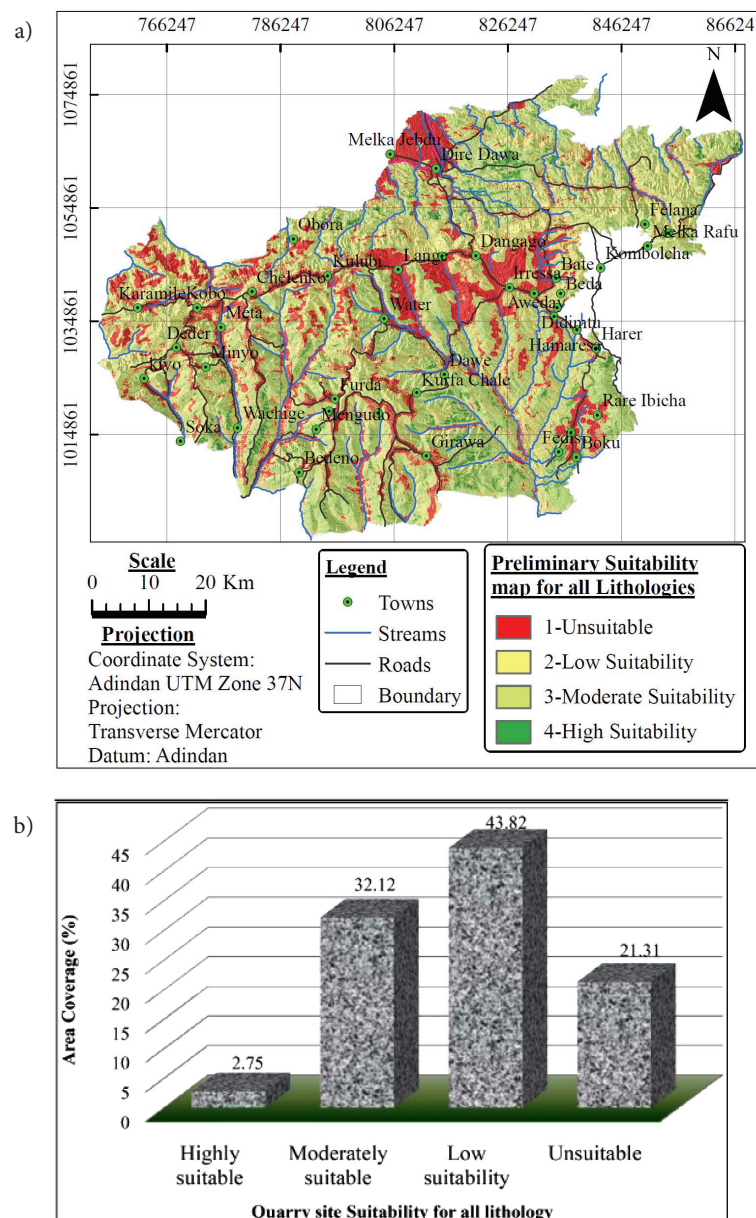 a)
766247 786247 806247 826247 846247 86624
N
1074861
1054861
1034861
1014861
Melka Jebdu
Dire Dawa
Felana
Melka Rafu
Obora
Dangago
Lange
Kombolcha
Kulubi
Bate
Chelenko
Irressa
Beda
Karamile
Kobo
Aweday
Water
Meta
Didimtu
Harer
Deder
Hamaresa
Minyo
Dawe
Kurfa Chale
Furda
Rare Ibicha
Wachige
Mengudo
Soka
Fedis
Boku
Girawa
Bedeno
Scale
0 10 20 Km
Projection
Coordinate System:
Adindan UTM Zone 37N
Projection:
Transverse Mercator
Datum: Adindan
Legend
Towns
Streams
Roads
Boundary
Preliminary Suitability
map for all Lithologies
1-Unsuitable
2-Low Suitability
3-Moderate Suitability
4-High Suitability
b)
Area Coverage (%)
45
40
35
30
25
20
15
10
5
0
2.75
32.12
43.82
21.31
Highly
suitable
Moderately
suitable
Low
suitability
Unsuitable
Quarry site Suitability for all lithology